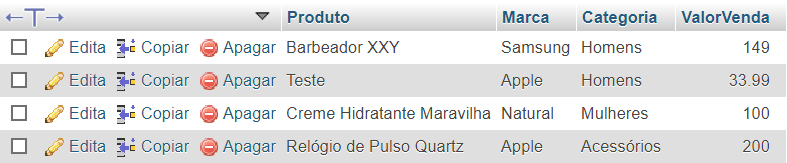 Produto Marca Categoria ValorVenda
Edita Copiar Apagar Barbeador XXY Samsung Homens 149
Edita Copiar Apagar Teste Apple Homens 33.99
Edita Copiar Apagar Creme Hidratante Maravilha Natural Mulheres 100
Edita Copiar Apagar Relógio de Pulso Quartz Apple Acessórios 200